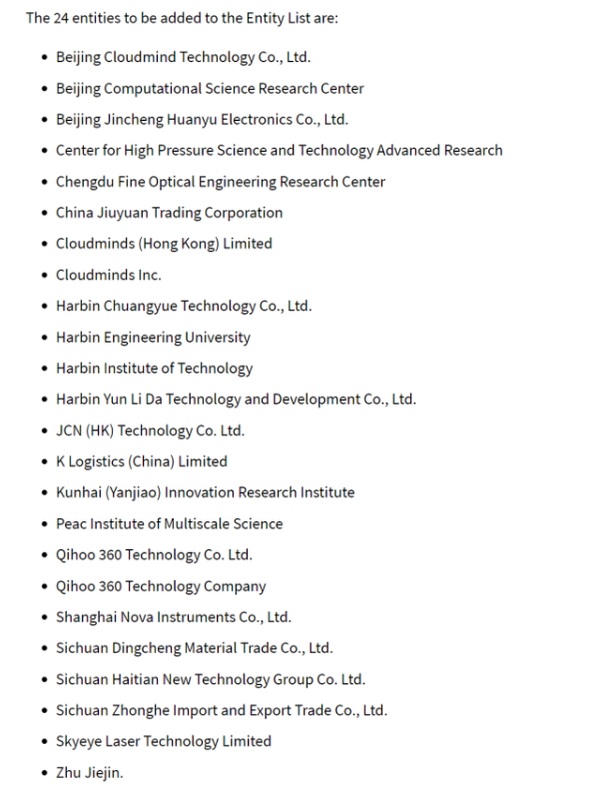 The 24 entities to be added to the Entity List are:
• Beijing Cloudmind Technology Co., Ltd.
• Beijing Computational Science Research Center
• Beijing Jincheng Huanyu Electronics Co., Ltd.
• Center for High Pressure Science and Technology Advanced Research
• Chengdu Fine Optical Engineering Research Center
• China Jiuyuan Trading Corporation
• Cloudminds (Hong Kong) Limited
• Cloudminds Inc.
• Harbin Chuangyue Technology Co., Ltd.
• Harbin Engineering University
• Harbin Institute of Technology
• Harbin Yun Li Da Technology and Development Co., Ltd.
• JCN (HK) Technology Co. Ltd.
• K Logistics (China) Limited
• Kunhai (Yanjiao) Innovation Research Institute
• Peac Institute of Multiscale Science
• Qihoo 360 Technology Co. Ltd.
• Qihoo 360 Technology Company
• Shanghai Nova Instruments Co., Ltd.
• Sichuan Dingcheng Material Trade Co., Ltd.
• Sichuan Haitian New Technology Group Co. Ltd.
• Sichuan Zhonghe Import and Export Trade Co., Ltd.
• Skyeye Laser Technology Limited
• Zhu Jiejin.